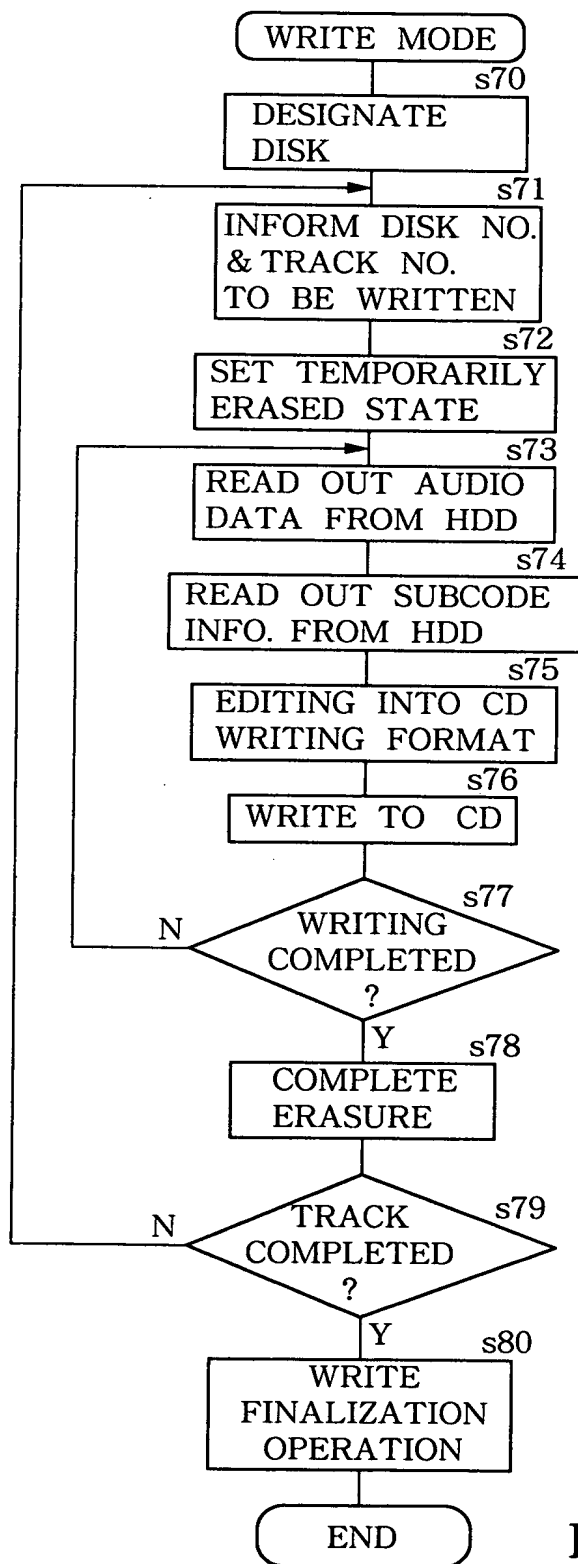 WRITE MODE
s70
DESIGNATE
DISK
s71
INFORM DISK NO.
& TRACK NO.
TO BE WRITTEN
s72
SET TEMPORARILY
ERASED STATE
s73
READ OUT AUDIO
DATA FROM HDD
s74
READ OUT SUBCODE
INFO. FROM HDD
s75
EDITING INTO CD
WRITING FORMAT
s76
WRITE TO CD
s77
N
WRITING
COMPLETED
?
Y
s78
COMPLETE
ERASURE
s79
N
TRACK
COMPLETED
?
Y
s80
WRITE
FINALIZATION
OPERATION
END